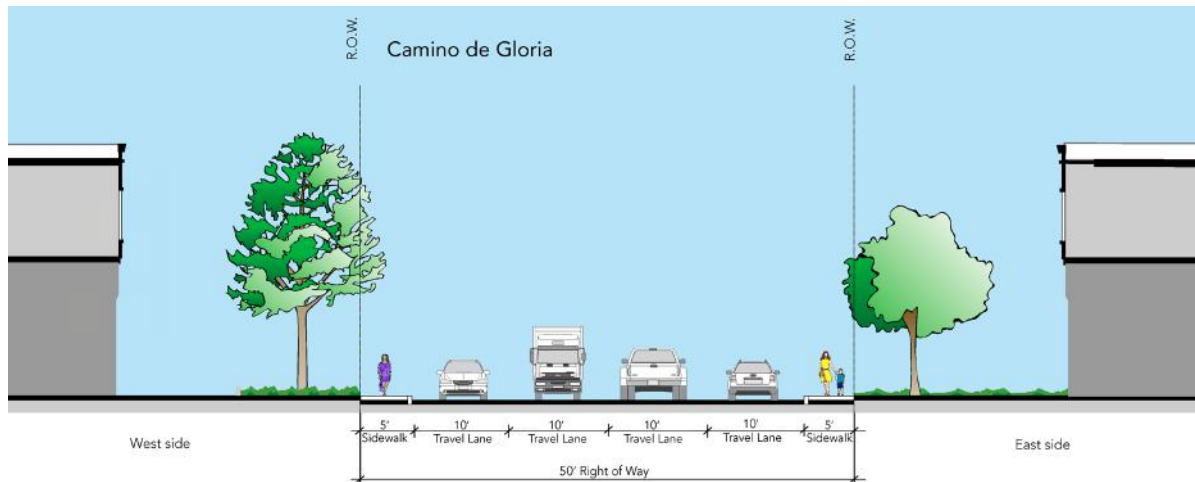 R.O.W.
Camino de Gloria
R.O.W.
West side
5'
Sidewalk
10'
Travel Lane
10'
Travel Lane
10'
Travel Lane
10'
Travel Lane
5'
Sidewalk
East side
50' Right of Way